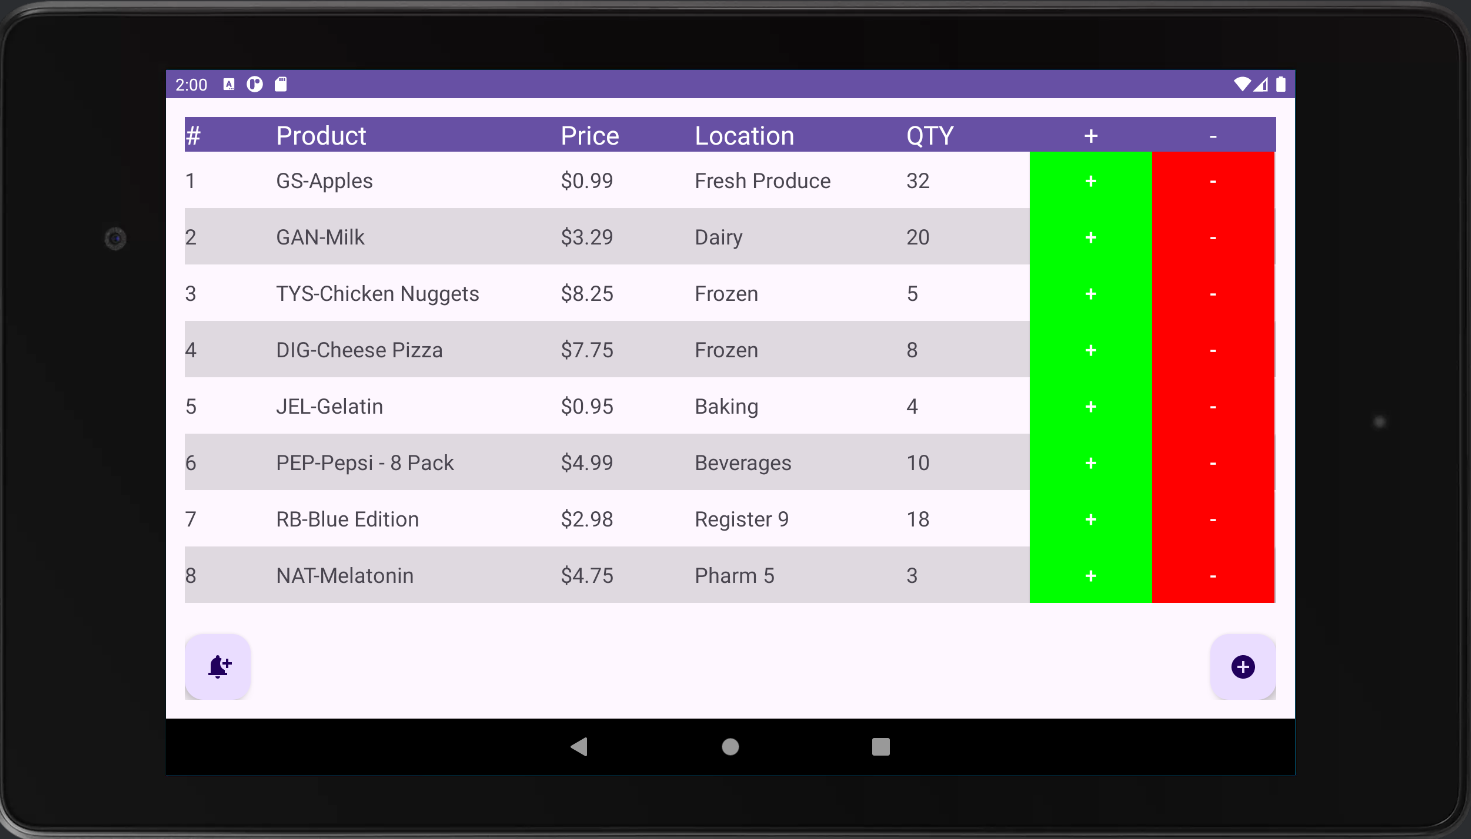 2:00
# Product Price Location QTY + -
1 GS-Apples $0.99 Fresh Produce 32 + -
2 GAN-Milk $3.29 Dairy 20 + -
3 TYS-Chicken Nuggets $8.25 Frozen 5 + -
4 DIG-Cheese Pizza $7.75 Frozen 8 + -
5 JEL-Gelatin $0.95 Baking 4 + -
6 PEP-Pepsi - 8 Pack $4.99 Beverages 10 + -
7 RB-Blue Edition $2.98 Register 9 18 + -
8 NAT-Melatonin $4.75 Pharm 5 3 + -